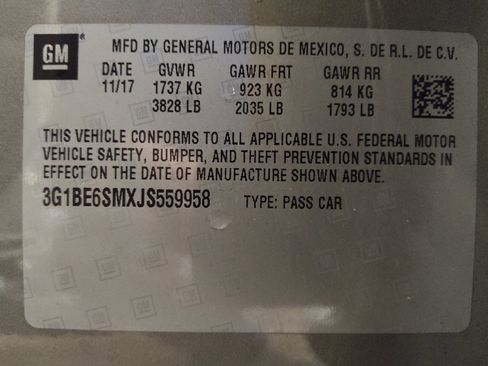 GM
MFD BY GENERAL MOTORS DE MEXICO, S. DE R.L. DE C.V.
DATE GVWR GAWR FRT GAWR RR
11/17 1737 KG 923 KG 814 KG
3828 LB 2035 LB 1793 LB
THIS VEHICLE CONFORMS TO ALL APPLICABLE U.S. FEDERAL MOTOR
VEHICLE SAFETY, BUMPER, AND THEFT PREVENTION STANDARDS IN
EFFECT ON THE DATE OF MANUFACTURE SHOWN ABOVE.
3G1BE6SMXJS559958 TYPE: PASS CAR